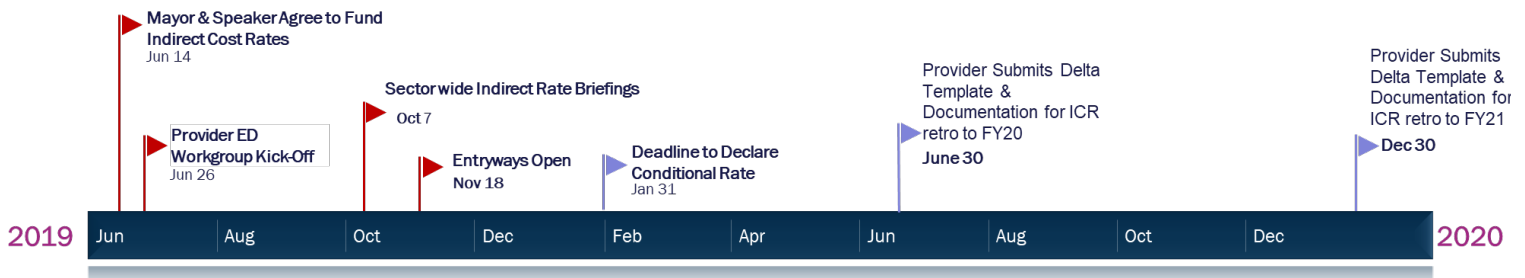 Mayor & Speaker Agree to Fund
Indirect Cost Rates
Jun 14
Provider ED
Workgroup Kick-Off
Jun 26
Sector wide Indirect Rate Briefings
Oct 7
Entryways Open
Nov 18
Deadline to Declare
Conditional Rate
Jan 31
Provider Submits Delta
Template &
Documentation for ICR
retro to FY20
June 30
Provider Submits
Delta Template &
Documentation for
ICR retro to FY21
Dec 30
2019 Jun Aug Oct Dec Feb Apr Jun Aug Oct Dec 2020